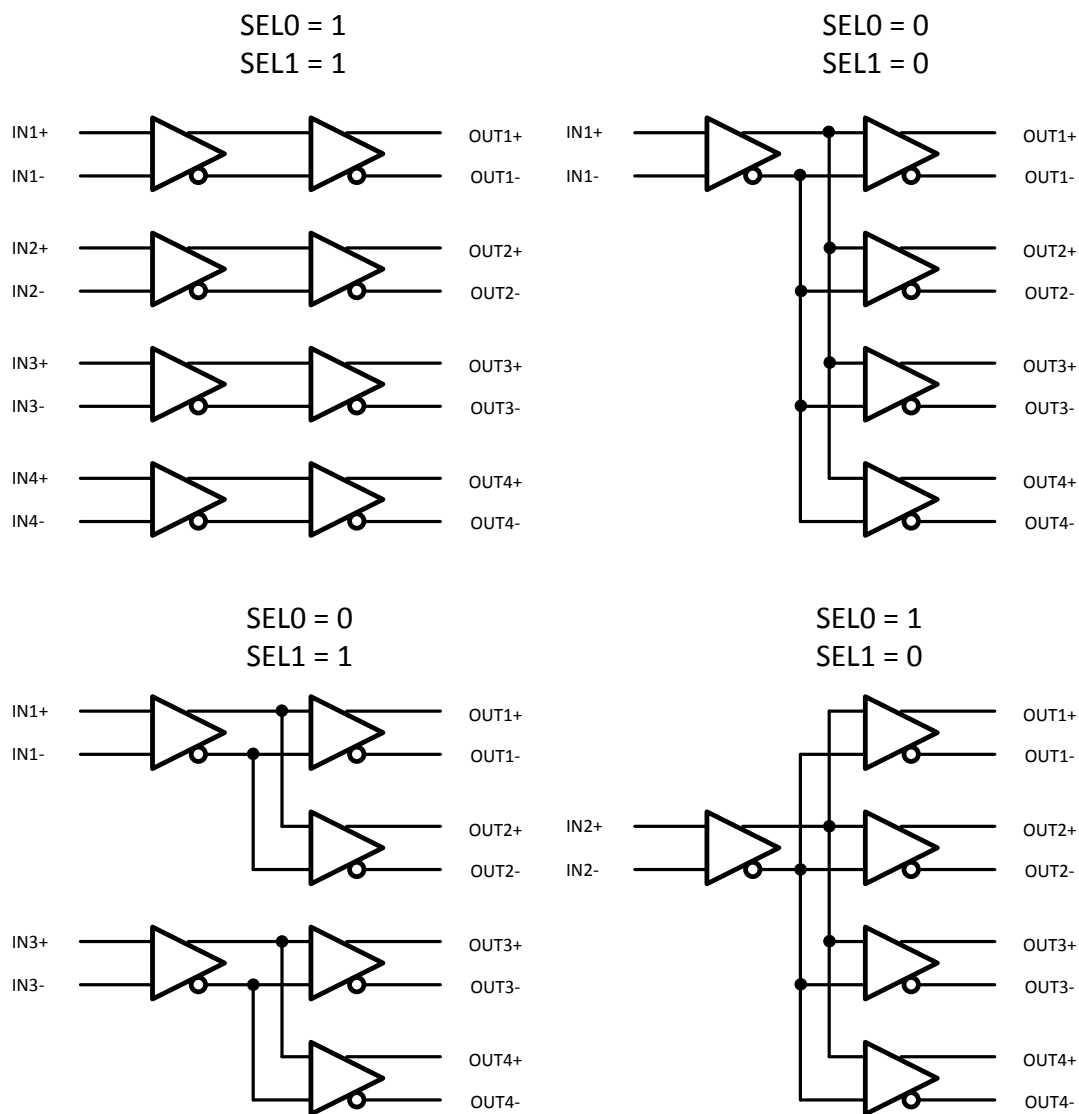 SEL0 = 1
SEL1 = 1
IN1+
OUT1+
IN1-
OUT1-
IN2+
OUT2+
IN2-
OUT2-
IN3+
OUT3+
IN3-
OUT3-
IN4+
OUT4+
IN4-
OUT4-
SEL0 = 0
SEL1 = 0
IN1+
OUT1+
IN1-
OUT1-
OUT2+
OUT2-
OUT3+
OUT3-
OUT4+
OUT4-
SEL0 = 0
SEL1 = 1
IN1+
OUT1+
IN1-
OUT1-
OUT2+
OUT2-
IN3+
OUT3+
IN3-
OUT3-
OUT4+
OUT4-
SEL0 = 1
SEL1 = 0
OUT1+
OUT1-
IN2+
OUT2+
IN2-
OUT2-
OUT3+
OUT3-
OUT4+
OUT4-